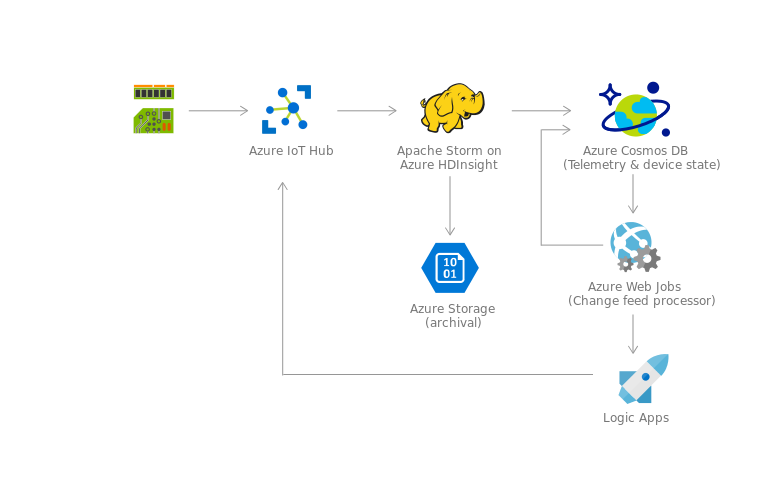 Azure IoT Hub
Apache Storm on
Azure HDInsight
Azure Cosmos DB
(Telemetry & device state)
10
01
Azure Storage
(archival)
Azure Web Jobs
(Change feed processor)
Logic Apps